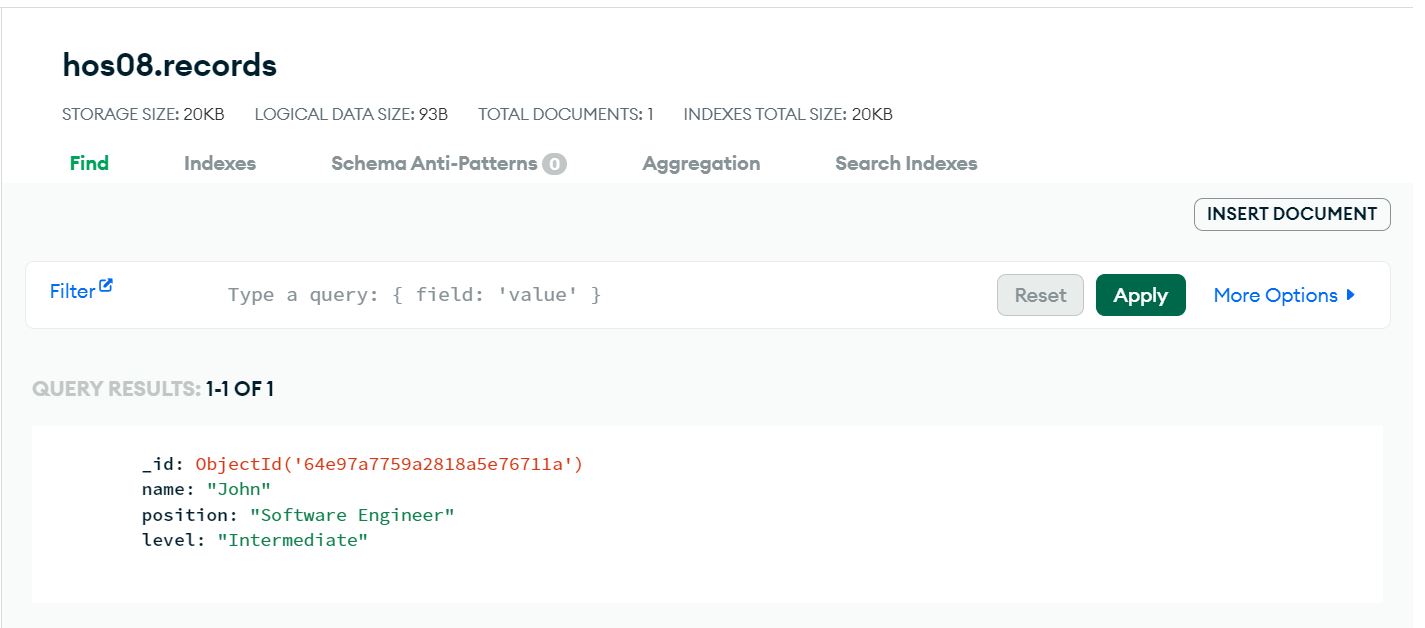 hos08.records
STORAGE SIZE: 20KB LOGICAL DATA SIZE: 93B TOTAL DOCUMENTS: 1 INDEXES TOTAL SIZE: 20KB
Find Indexes Schema Anti-Patterns 0 Aggregation Search Indexes
INSERT DOCUMENT
Filter Type a query: { field: 'value' } Reset Apply More Options
QUERY RESULTS: 1-1 OF 1
_id: ObjectId('64e97a7759a2818a5e76711a')
name: "John"
position: "Software Engineer"
level: "Intermediate"